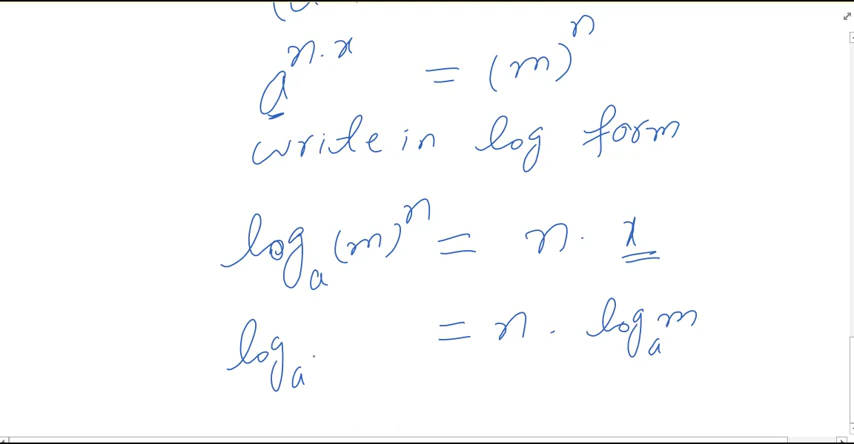 a^{n·x} = (m)^n
write in log form
log_a (m)^n = n · x
log_a = n · log_a m